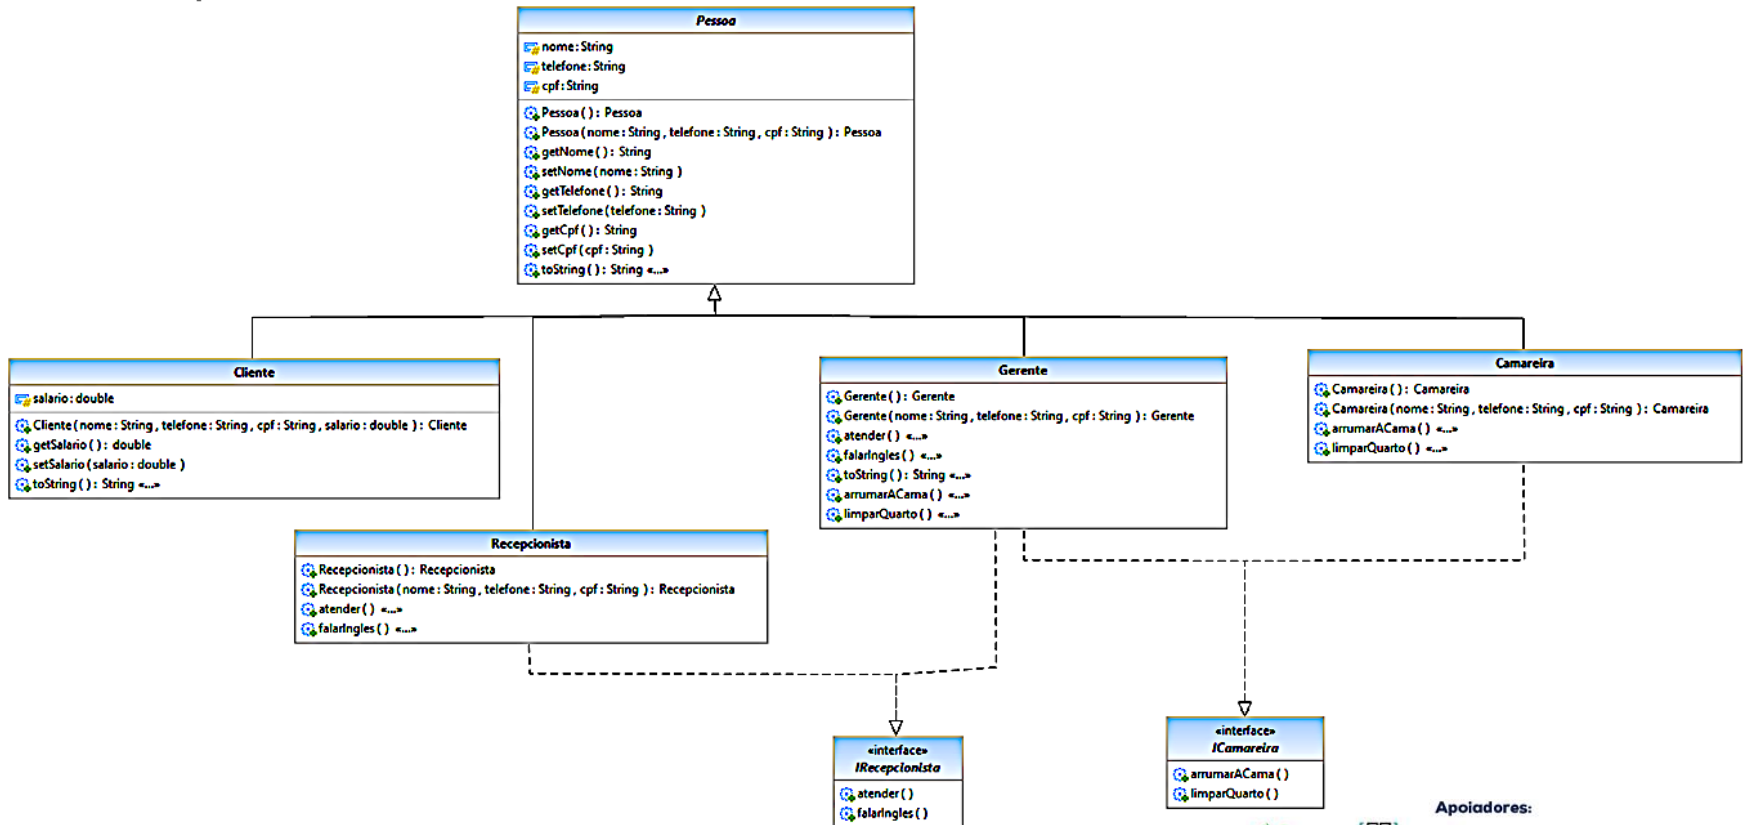 Pessoa
nome:String
telefone:String
cpf:String
Pessoa( ): Pessoa
Pessoa(nome:String, telefone:String, cpf:String ): Pessoa
getNome( ): String
setNome(nome:String )
getTelefone( ): String
setTelefone(telefone:String )
getCpf( ): String
setCpf(cpf:String )
toString( ): String «...»
Cliente
salario:double
Cliente(nome:String, telefone:String, cpf:String, salario:double ): Cliente
getSalario( ): double
setSalario(salario:double )
toString( ): String «...»
Recepcionista
Recepcionista( ): Recepcionista
Recepcionista(nome:String, telefone:String, cpf:String ): Recepcionista
atender( ) «...»
falarIngles( ) «...»
Gerente
Gerente( ): Gerente
Gerente(nome:String, telefone:String, cpf:String ): Gerente
atender( ) «...»
falarIngles( ) «...»
toString( ): String «...»
arrumarACama( ) «...»
limparQuarto( ) «...»
Camareira
Camareira( ): Camareira
Camareira(nome:String, telefone:String, cpf:String ): Camareira
arrumarACama( ) «...»
limparQuarto( ) «...»
«interface»
IRecepcionista
atender( )
falarIngles( )
«interface»
ICamareira
arrumarACama( )
limparQuarto( )
Apoiadores: